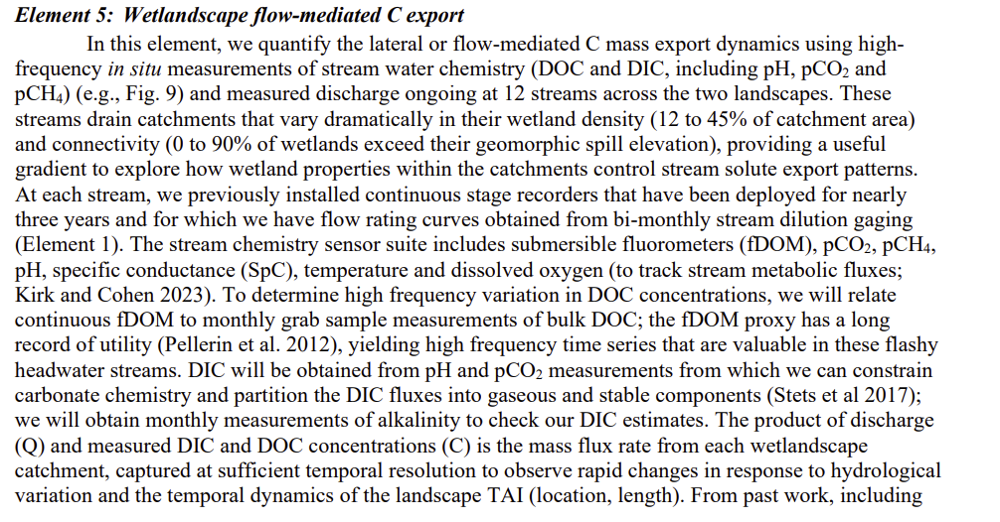 Element 5:  Wetlandscape flow-mediated C export
In this element, we quantify the lateral or flow-mediated C mass export dynamics using high-
frequency in situ measurements of stream water chemistry (DOC and DIC, including pH, pCO₂ and
pCH₄) (e.g., Fig. 9) and measured discharge ongoing at 12 streams across the two landscapes. These
streams drain catchments that vary dramatically in their wetland density (12 to 45% of catchment area)
and connectivity (0 to 90% of wetlands exceed their geomorphic spill elevation), providing a useful
gradient to explore how wetland properties within the catchments control stream solute export patterns.
At each stream, we previously installed continuous stage recorders that have been deployed for nearly
three years and for which we have flow rating curves obtained from bi-monthly stream dilution gaging
(Element 1). The stream chemistry sensor suite includes submersible fluorometers (fDOM), pCO₂, pCH₄,
pH, specific conductance (SpC), temperature and dissolved oxygen (to track stream metabolic fluxes;
Kirk and Cohen 2023). To determine high frequency variation in DOC concentrations, we will relate
continuous fDOM to monthly grab sample measurements of bulk DOC; the fDOM proxy has a long
record of utility (Pellerin et al. 2012), yielding high frequency time series that are valuable in these flashy
headwater streams. DIC will be obtained from pH and pCO₂ measurements from which we can constrain
carbonate chemistry and partition the DIC fluxes into gaseous and stable components (Stets et al 2017);
we will obtain monthly measurements of alkalinity to check our DIC estimates. The product of discharge
(Q) and measured DIC and DOC concentrations (C) is the mass flux rate from each wetlandscape
catchment, captured at sufficient temporal resolution to observe rapid changes in response to hydrological
variation and the temporal dynamics of the landscape TAI (location, length). From past work, including